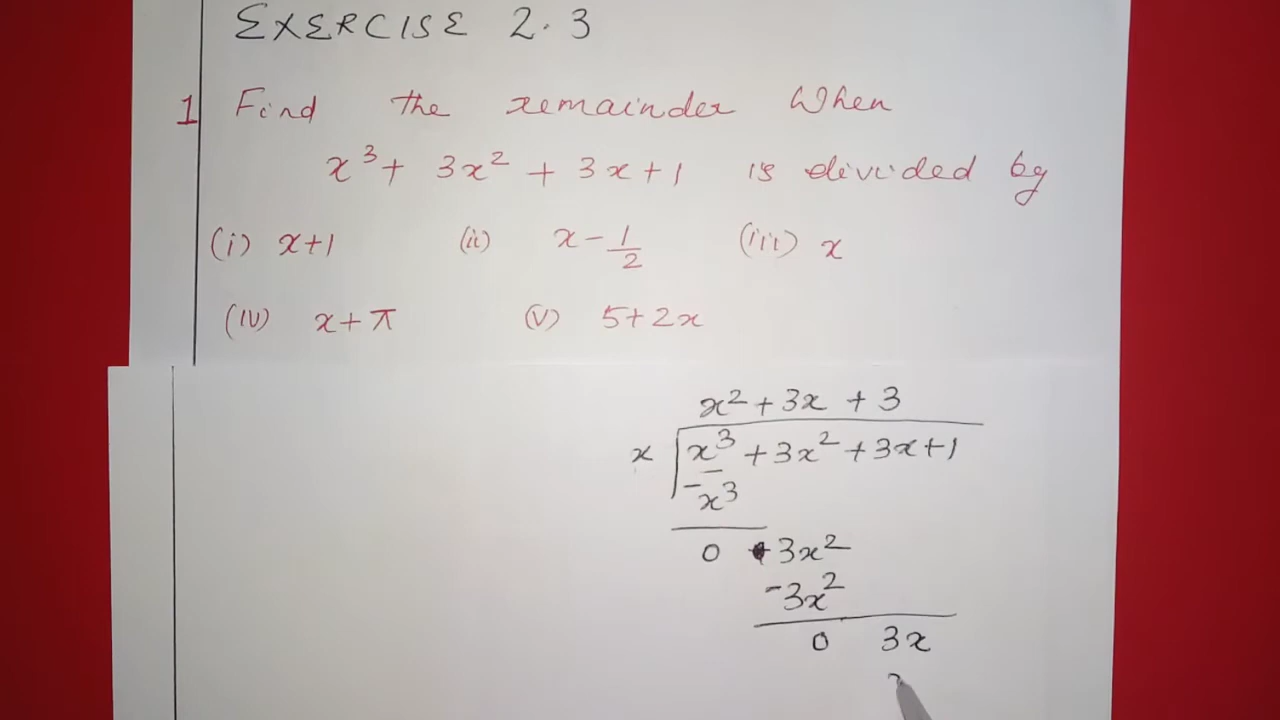 EXERCISE 2.3
1 Find the remainder when
x³ + 3x² + 3x + 1 is divided by
(i) x+1 (ii) x - 1/2 (iii) x
(iv) x + π (v) 5 + 2x
x² + 3x + 3
x x³ + 3x² + 3x + 1
- x³
0 + 3x²
- 3x²
0 3x